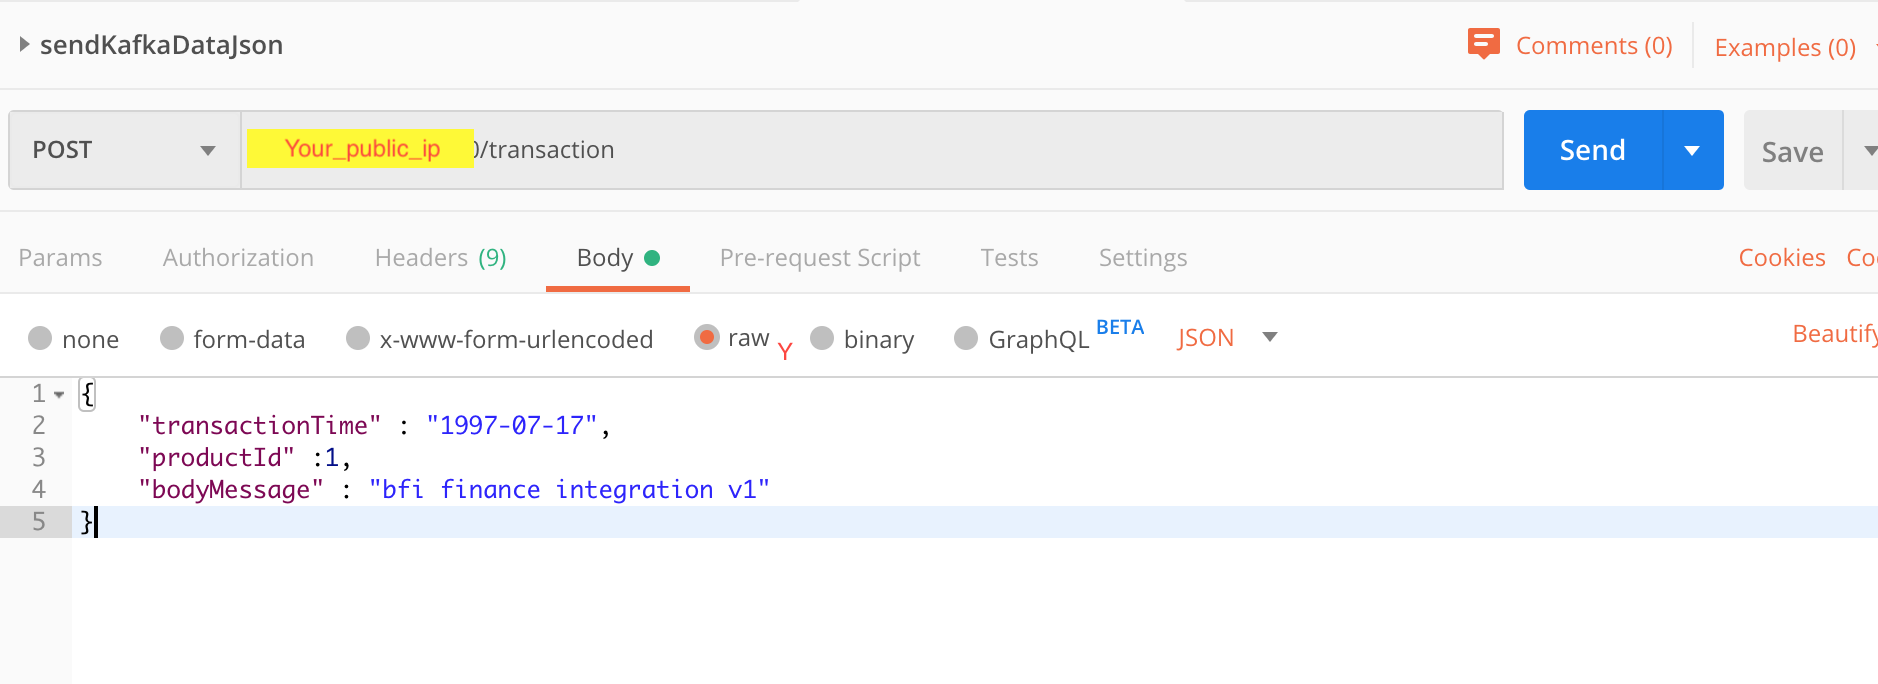 sendKafkaDataJson Comments (0) Examples (0)
POST Your_public_ip 0/transaction Send Save
Params Authorization Headers (9) Body Pre-request Script Tests Settings Cookies
none form-data x-www-form-urlencoded raw Y binary GraphQL BETA JSON Beautify
1 {
2 "transactionTime" : "1997-07-17",
3 "productId" :1,
4 "bodyMessage" : "bfi finance integration v1"
5 }